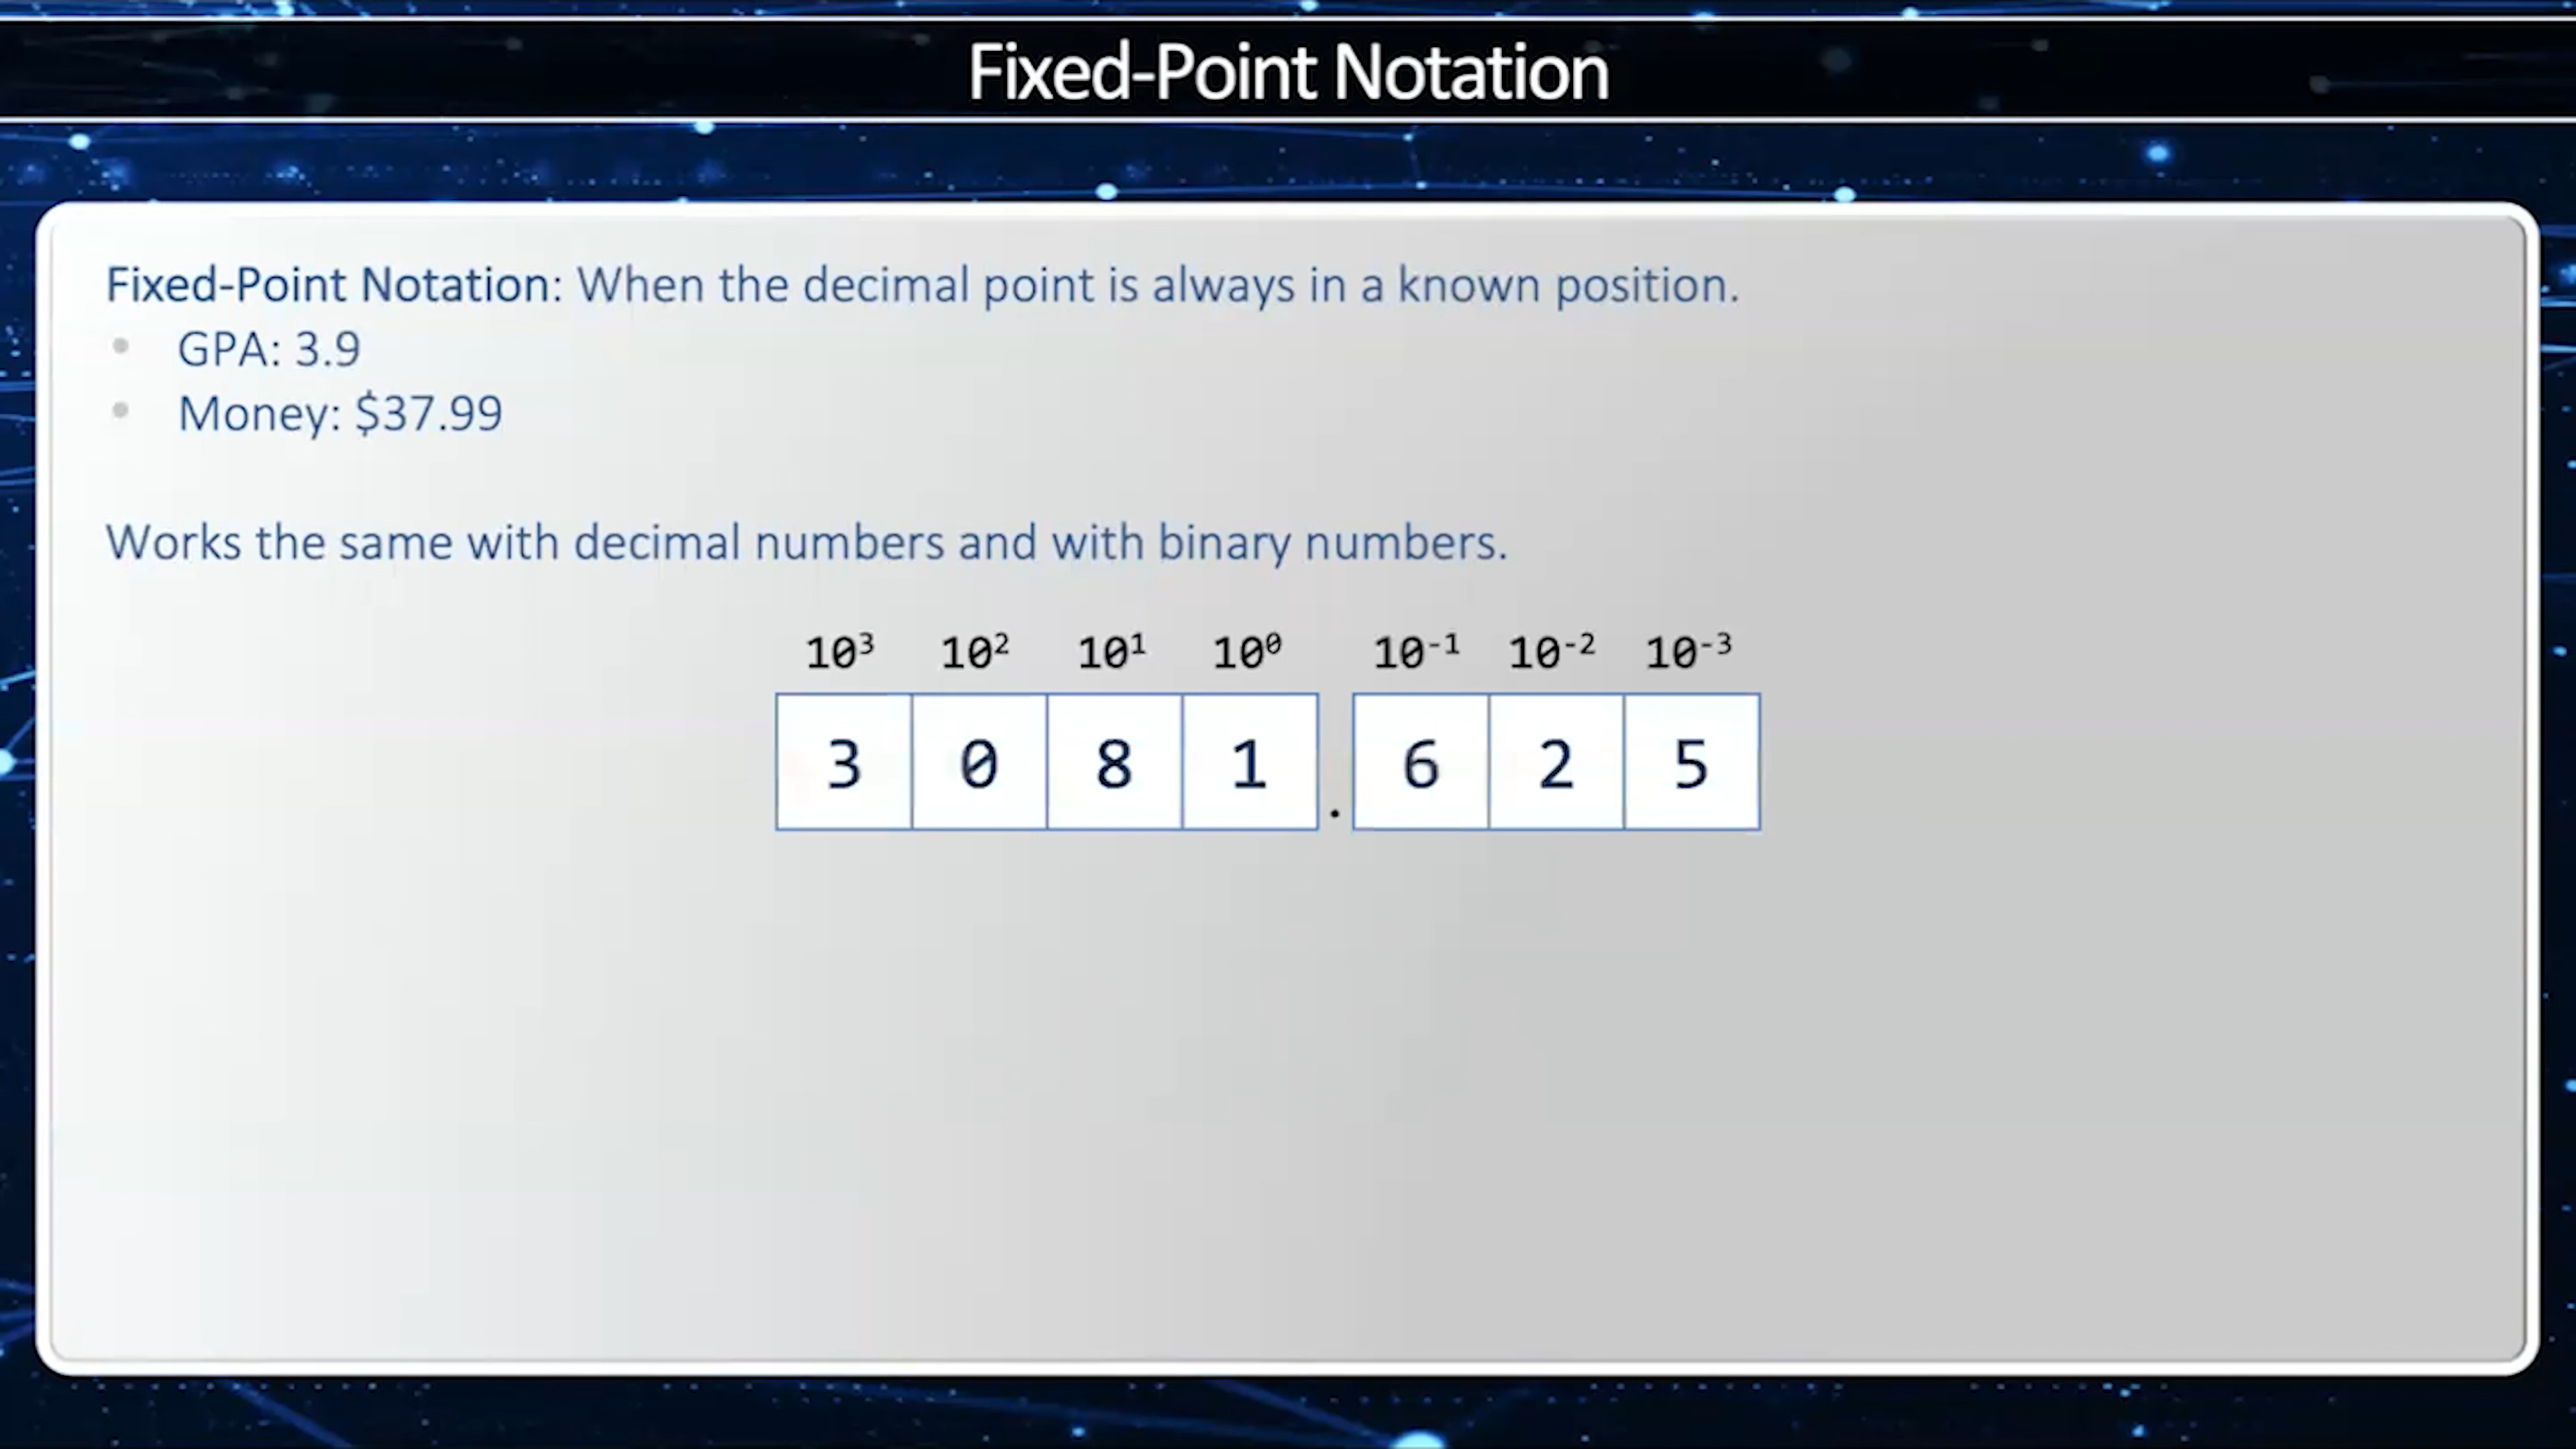 Fixed-Point Notation
Fixed-Point Notation: When the decimal point is always in a known position.
• GPA: 3.9
• Money: $37.99
Works the same with decimal numbers and with binary numbers.
10³ 10² 10¹ 10⁰ 10⁻¹ 10⁻² 10⁻³
3 0 8 1 . 6 2 5